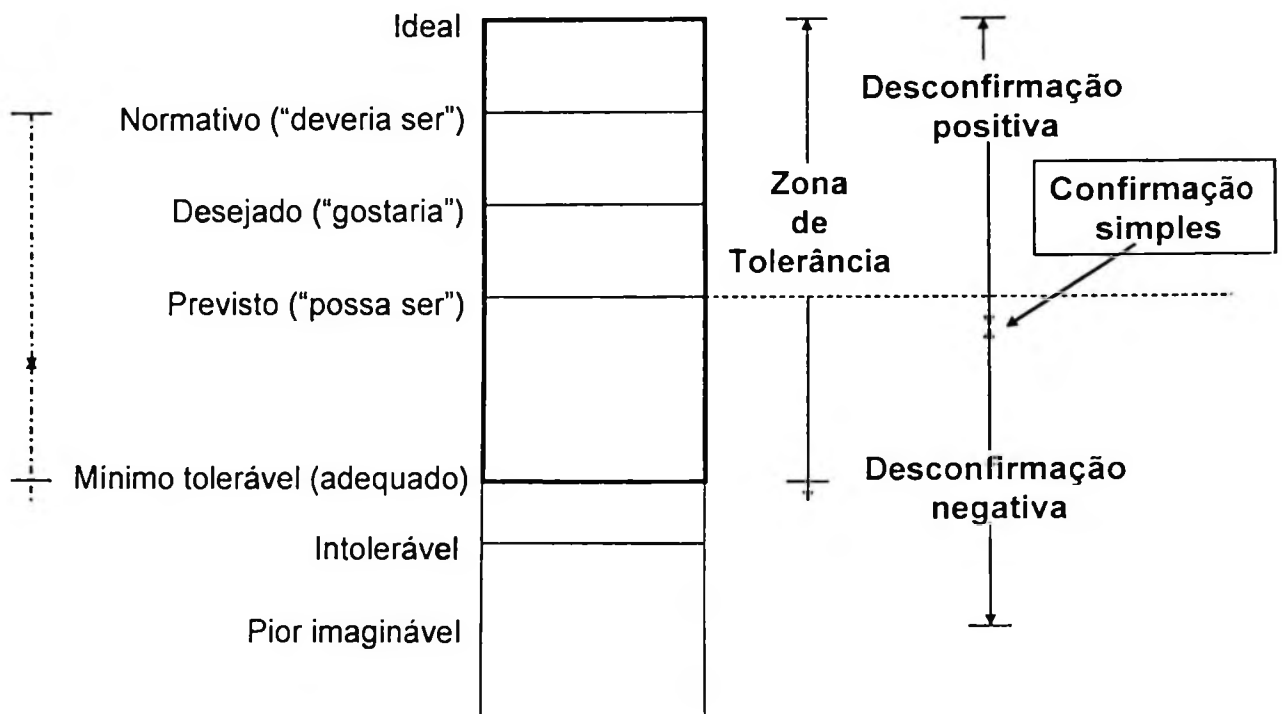 Ideal
Normativo (“deveria ser”)
Desejado (“gostaria”)
Previsto (“possa ser”)
Mínimo tolerável (adequado)
Intolerável
Pior imaginável
Zona
de
Tolerância
Desconfirmação
positiva
Confirmação
simples
Desconfirmação
negativa